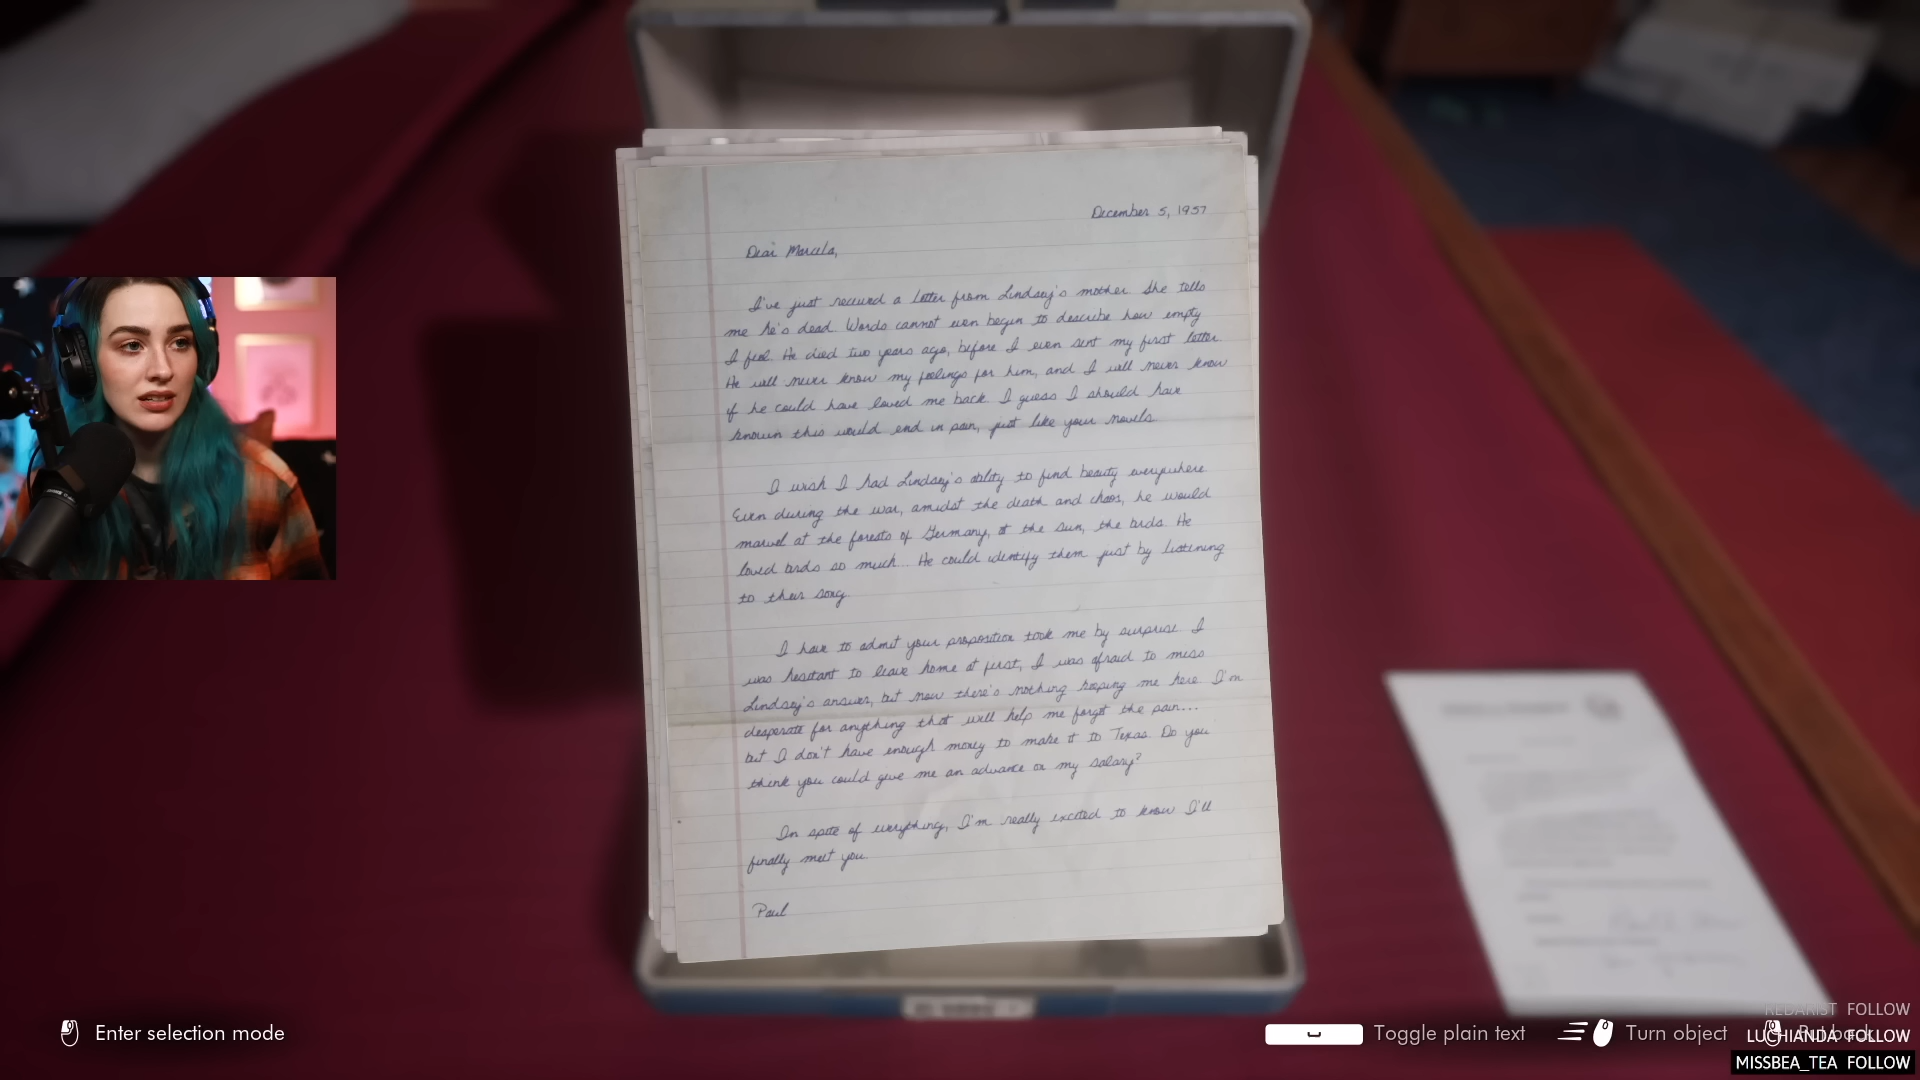 December 5, 1957
Dear Marcela,
I've just received a letter from Lindsay's mother. She tells
me he's dead. Words cannot even begin to describe how empty
I feel. He died two years ago, before I even sent my first letter.
He will never know my feelings for him, and I will never know
if he could have loved me back. I guess I should have
known this would end in pain, just like your novels.
I wish I had Lindsay's ability to find beauty everywhere.
Even during the war, amidst the death and chaos, he would
marvel at the forests of Germany, at the sun, the birds. He
loved birds so much... He could identify them just by listening
to their song.
I have to admit your proposition took me by surprise. I
was hesitant to leave home at first, I was afraid to miss
Lindsay's answer, but now there's nothing keeping me here. I'm
desperate for anything that will help me forget the pain...
but I don't have enough money to make it to Texas. Do you
think you could give me an advance on my salary?
In spite of everything, I'm really excited to know I'll
finally meet you.
Paul
Enter selection mode
Toggle plain text
Turn object
REDARIST FOLLOW
LUCHIANDA FOLLOW
MISSBEA_TEA FOLLOW